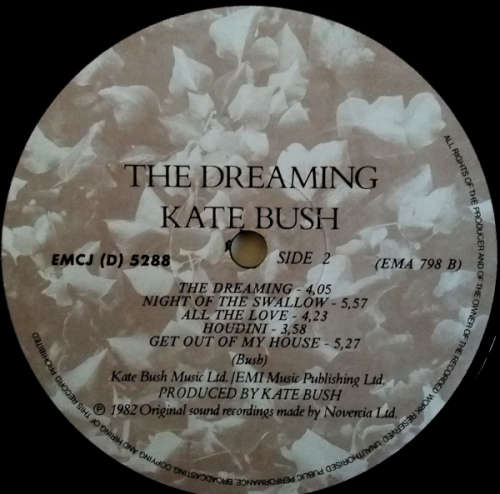 THE DREAMING
KATE BUSH
EMCJ (D) 5288
SIDE 2
(EMA 798 B)
THE DREAMING - 4,05
NIGHT OF THE SWALLOW - 5,57
ALL THE LOVE - 4,23
HOUDINI - 3,58
GET OUT OF MY HOUSE - 5,27
(Bush)
Kate Bush Music Ltd./EMI Music Publishing Ltd.
PRODUCED BY KATE BUSH
℗ 1982 Original sound recordings made by Novercia Ltd.
ALL RIGHTS OF THE PRODUCER AND OF THE OWNER OF THE RECORDED WORK RESERVED. UNAUTHORISED PUBLIC PERFORMANCE, BROADCASTING, COPYING AND HIRING OF THIS RECORD PROHIBITED